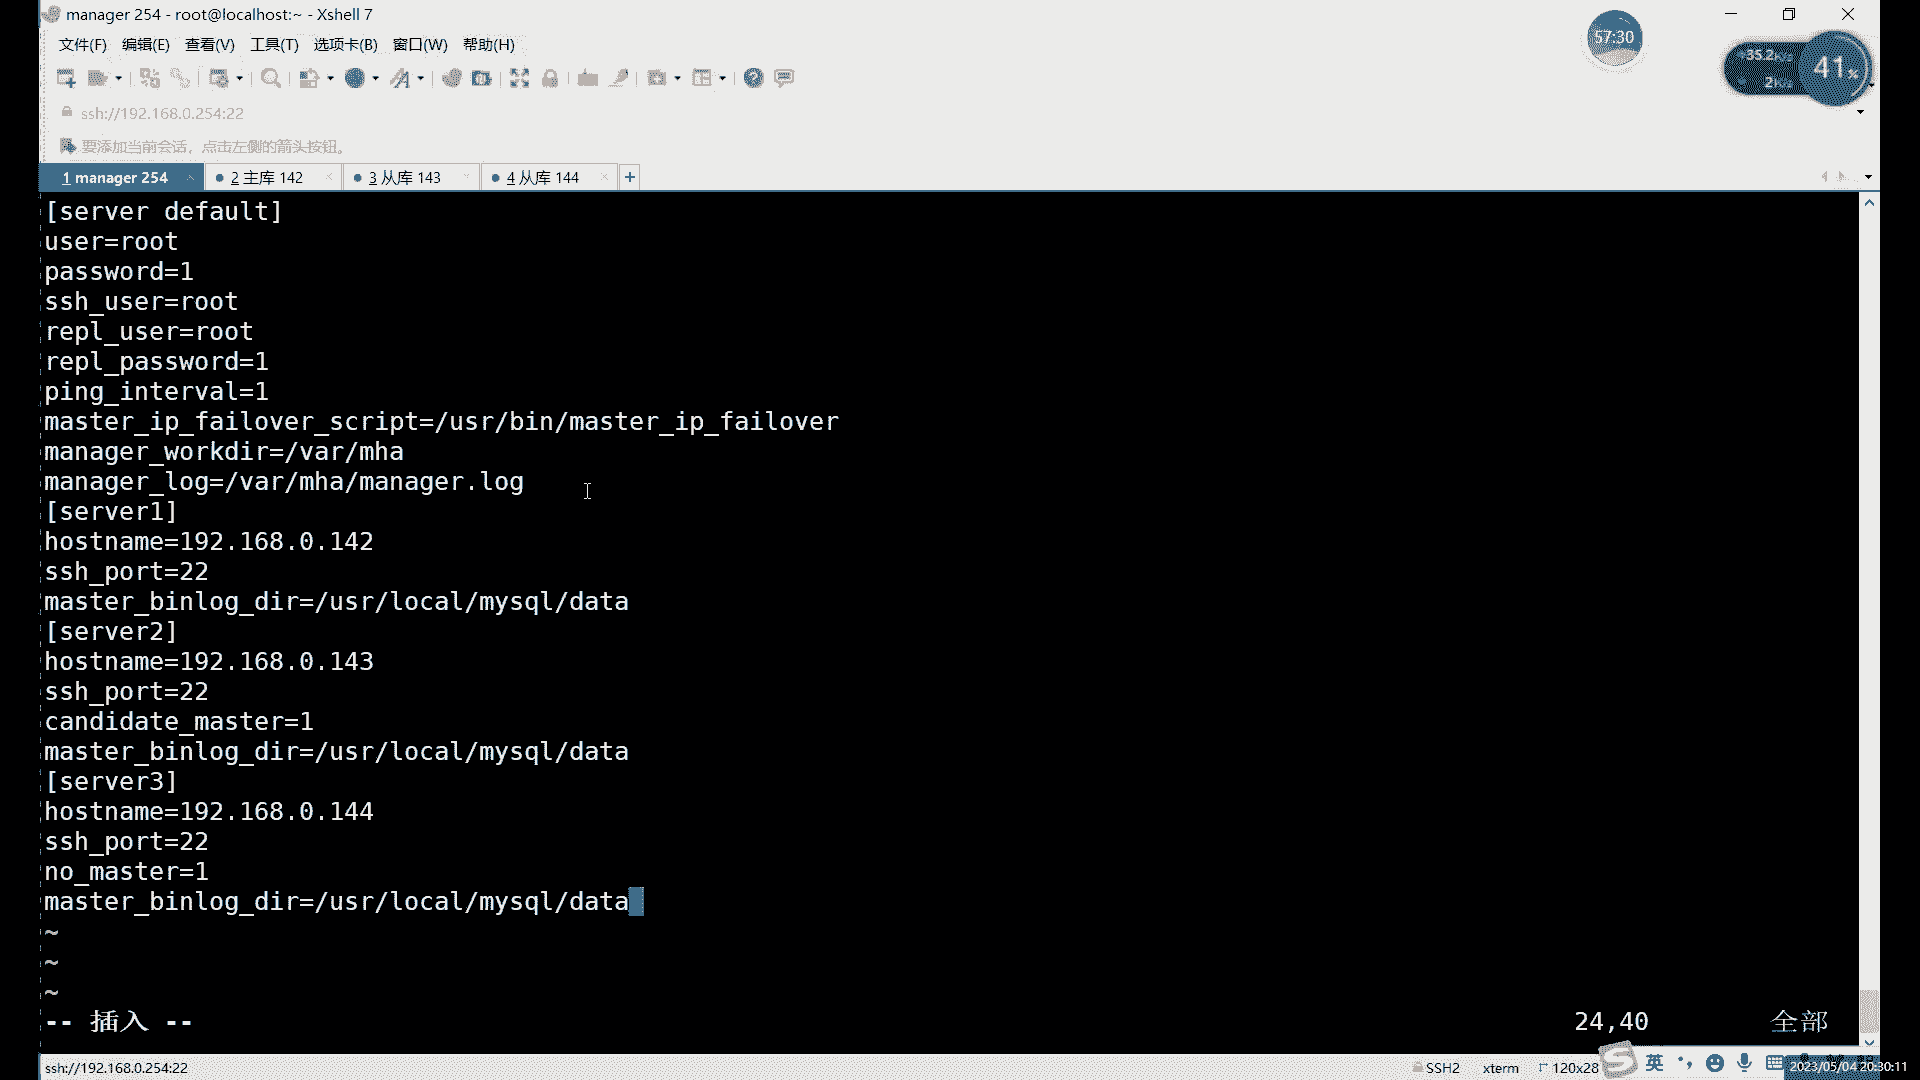 manager 254 - root@localhost:~ - Xshell 7
57:30
文件(F) 编辑(E) 查看(V) 工具(T) 选项卡(B) 窗口(W) 帮助(H)
41%
ssh://192.168.0.254:22
要添加当前会话，点击左侧的箭头按钮。
1 manager 254 2 主库 142 3 从库 143 4 从库 144 +
[server default]
user=root
password=1
ssh_user=root
repl_user=root
repl_password=1
ping_interval=1
master_ip_failover_script=/usr/bin/master_ip_failover
manager_workdir=/var/mha
manager_log=/var/mha/manager.log
[server1]
hostname=192.168.0.142
ssh_port=22
master_binlog_dir=/usr/local/mysql/data
[server2]
hostname=192.168.0.143
ssh_port=22
candidate_master=1
master_binlog_dir=/usr/local/mysql/data
[server3]
hostname=192.168.0.144
ssh_port=22
no_master=1
master_binlog_dir=/usr/local/mysql/data
~
~
~
-- 插入 -- 24,40 全部
ssh://192.168.0.254:22 SSH2 xterm 120x28 英 2023/05/04 20:30:11